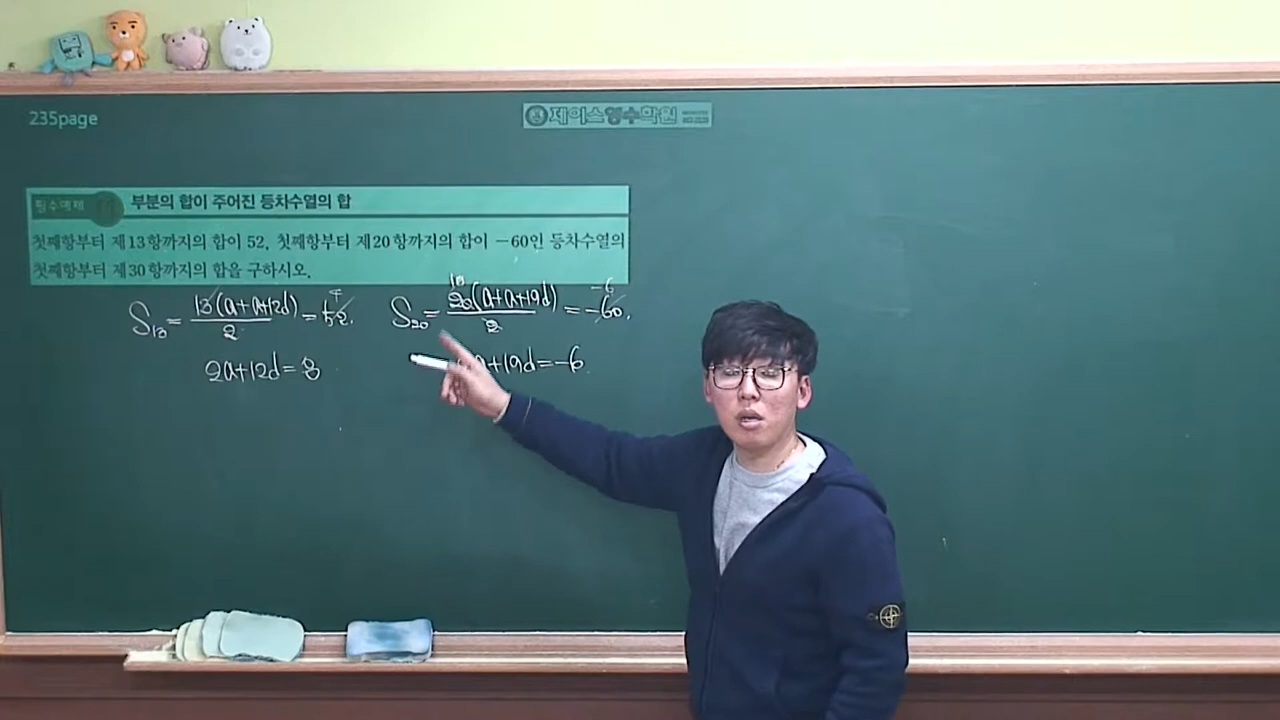 235page
제이스영수학원
필수예제
부분의 합이 주어진 등차수열의 합
첫째항부터 제13항까지의 합이 52, 첫째항부터 제20항까지의 합이 -60인 등차수열의
첫째항부터 제30항까지의 합을 구하시오.
S₁₃ = 13(a+a+12d)/2 = 52. 4
S₂₀ = 20(a+a+19d)/2 = -60. 10 -6
2a+12d=8
a+19d=-6